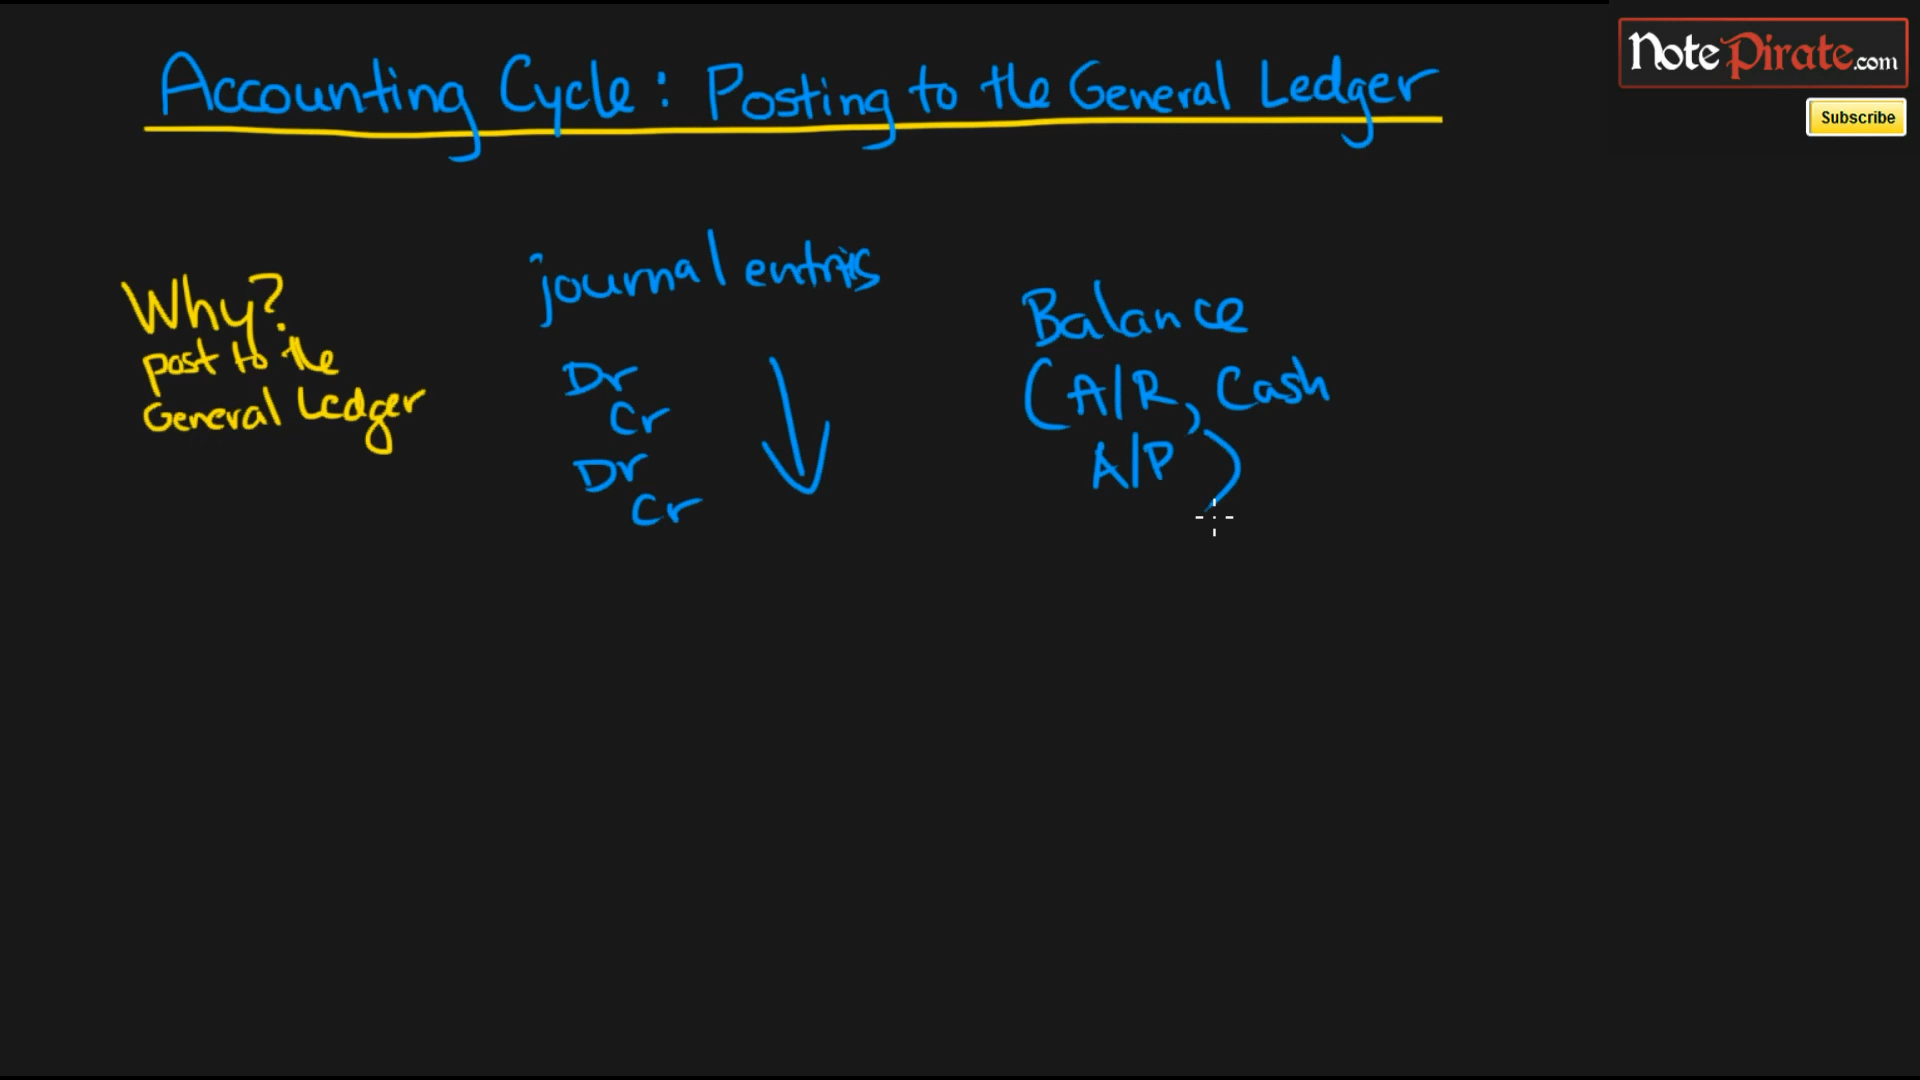 Accounting Cycle: Posting to the General Ledger
NotePirate.com
Subscribe
Why?
post to the
General Ledger
journal entries
Dr
Cr
Dr
Cr
Balance
(A/R, Cash
A/P)